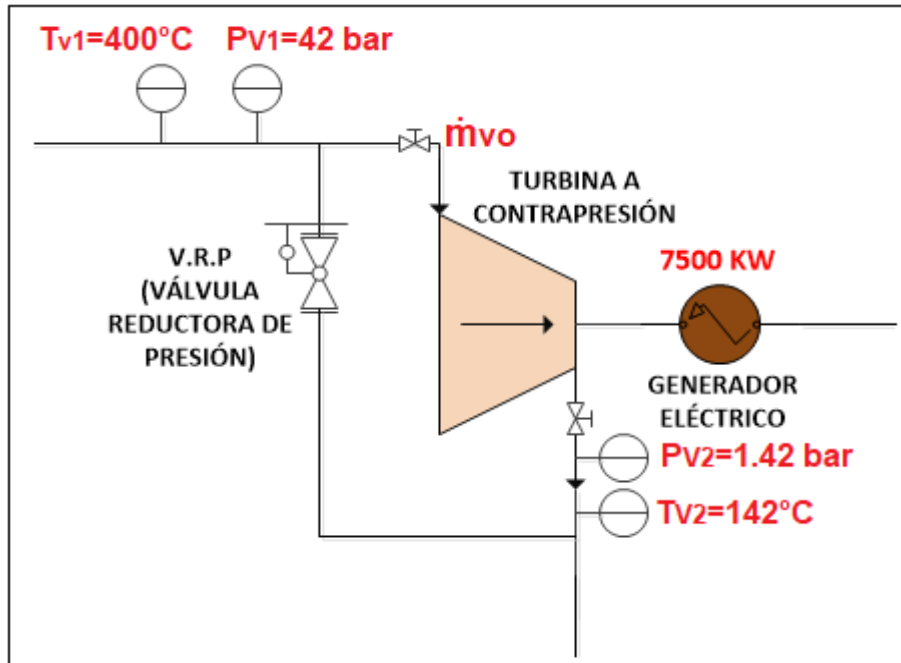 Tv1=400°C PV1=42 bar
ṁvo
TURBINA A
CONTRAPRESIÓN
V.R.P
(VÁLVULA
REDUCTORA DE
PRESIÓN)
7500 KW
GENERADOR
ELÉCTRICO
PV2=1.42 bar
TV2=142°C